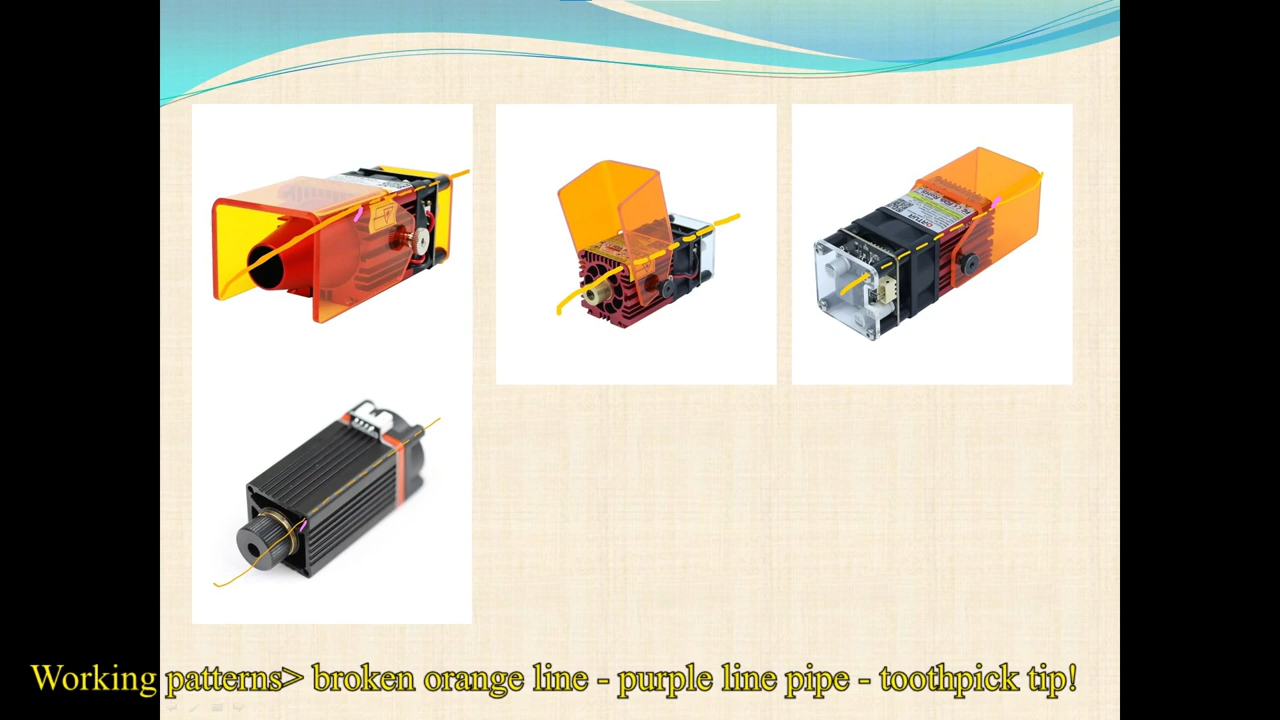 Working patterns> broken orange line - purple line pipe - toothpick tip!